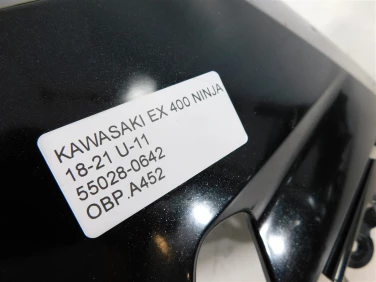 KAWASAKI EX 400 NINJA
18-21 U-11
55028-0642
OBP.A452